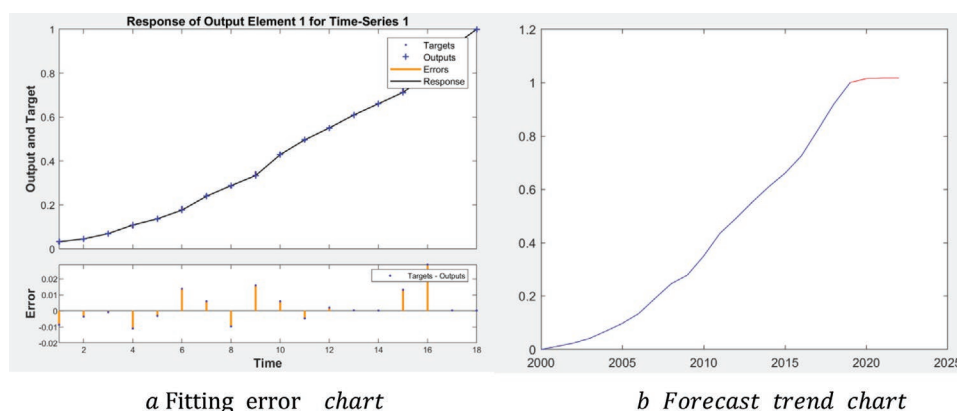 Response of Output Element 1 for Time-Series 1
Targets
Outputs
Errors
Response
Output and Target
1
0.8
0.6
0.4
0.2
0
Targets - Outputs
Error
0.02
0.01
0
-0.01
-0.02
2 4 6 8 10 12 14 16 18
Time
1.2
1
0.8
0.6
0.4
0.2
0
2000 2005 2010 2015 2020 2025
a Fitting error chart
b Forecast trend chart